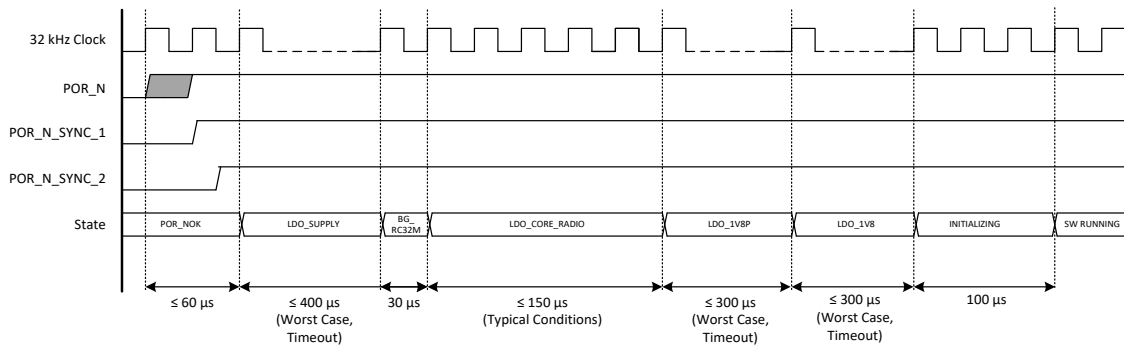 32 kHz Clock
POR_N
POR_N_SYNC_1
POR_N_SYNC_2
State
POR_NOK
LDO_SUPPLY
BG_
RC32M
LDO_CORE_RADIO
LDO_1V8P
LDO_1V8
INITIALIZING
SW RUNNING
≤ 60 µs
≤ 400 µs
(Worst Case,
Timeout)
30 µs
≤ 150 µs
(Typical Conditions)
≤ 300 µs
(Worst Case,
Timeout)
≤ 300 µs
(Worst Case,
Timeout)
100 µs